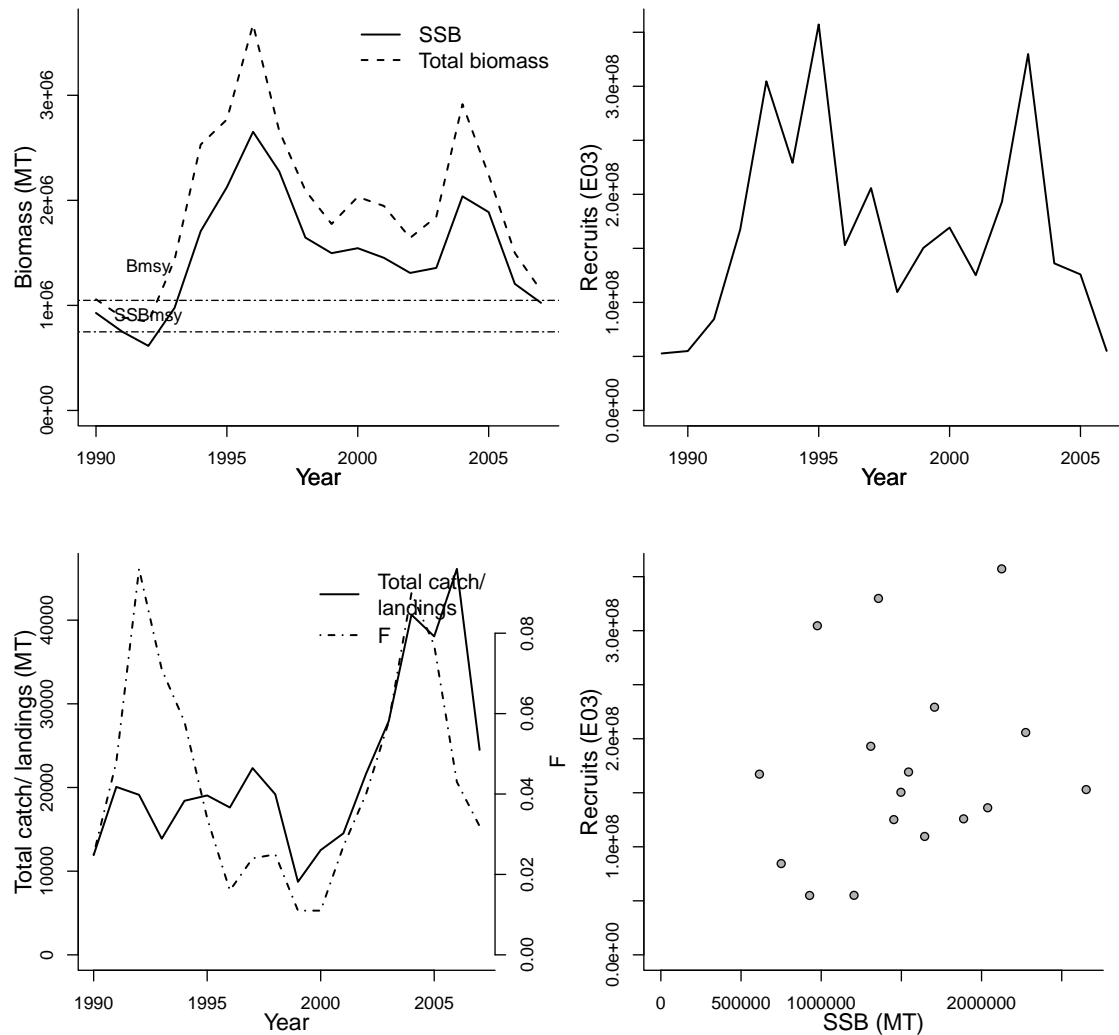 SSB
Total biomass
Biomass (MT)
3e+06
2e+06
1e+06
0e+00
Bmsy
SSBmsy
1990 1995 2000 2005
Year
Recruits (E03)
3.0e+08
2.0e+08
1.0e+08
0.0e+00
1990 1995 2000 2005
Year
Total catch/
landings
F
Total catch/ landings (MT)
40000
30000
20000
10000
0
0.08
0.06
0.04
0.02
0.00
F
1990 1995 2000 2005
Year
Recruits (E03)
3.0e+08
2.0e+08
1.0e+08
0.0e+00
0 500000 1000000 2000000
SSB (MT)